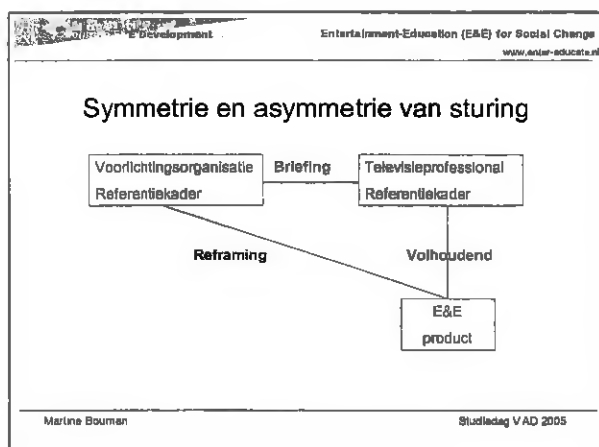 E Development Entertainment-Education (E&E) for Social Change
www.enter-educate.nl
Symmetrie en asymmetrie van sturing
Voorlichtingsorganisatie Briefing Televisieprofessional
Referentiekader Referentiekader
Reframing Volhoudend
E&E
product
Martine Bouman Studiedag VAD 2005